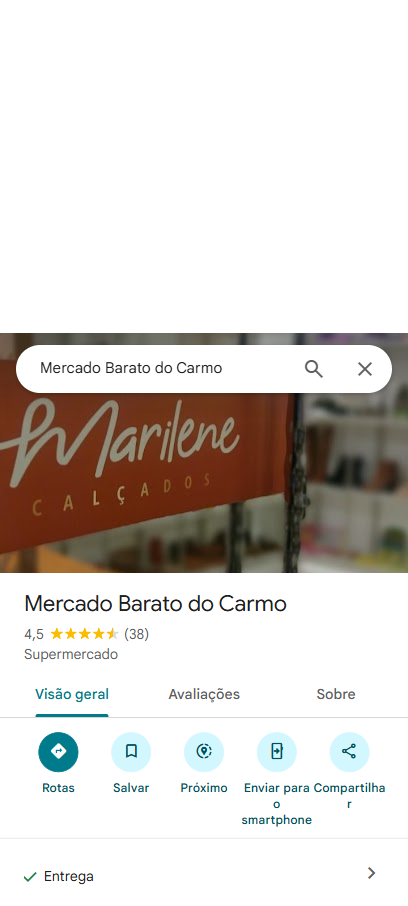 Mercado Barato do Carmo
Marilene
CALÇADOS
Mercado Barato do Carmo
4,5 (38)
Supermercado
Visão geral Avaliações Sobre
Rotas Salvar Próximo Enviar para o smartphone Compartilhar
Entrega